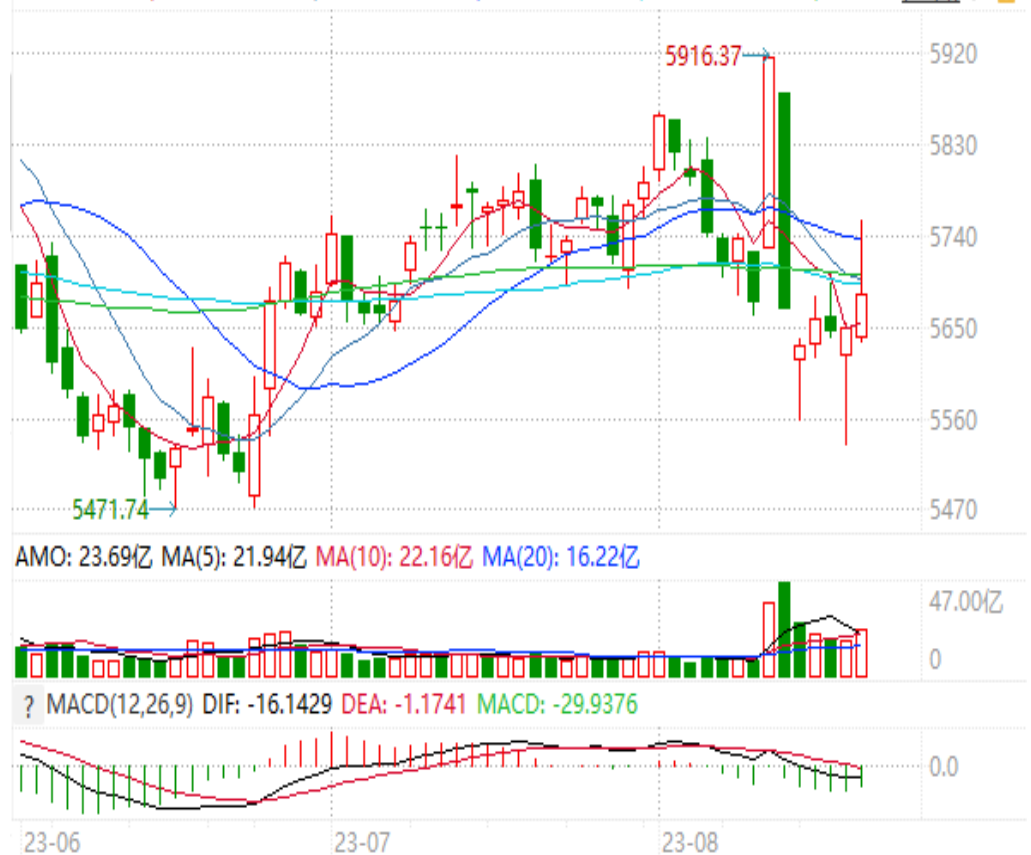 5916.37
5920
5830
5740
5650
5560
5471.74
5470
AMO: 23.69亿 MA(5): 21.94亿 MA(10): 22.16亿 MA(20): 16.22亿
47.00亿
0
? MACD(12,26,9) DIF: -16.1429 DEA: -1.1741 MACD: -29.9376
0.0
23-06 23-07 23-08